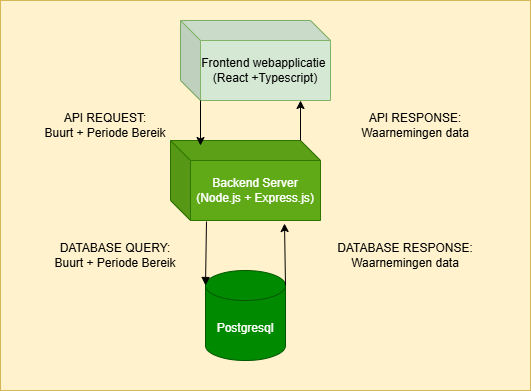 Frontend webapplicatie
(React +Typescript)
API REQUEST:
Buurt + Periode Bereik
API RESPONSE:
Waarnemingen data
Backend Server
(Node.js + Express.js)
DATABASE QUERY:
Buurt + Periode Bereik
DATABASE RESPONSE:
Waarnemingen data
Postgresql